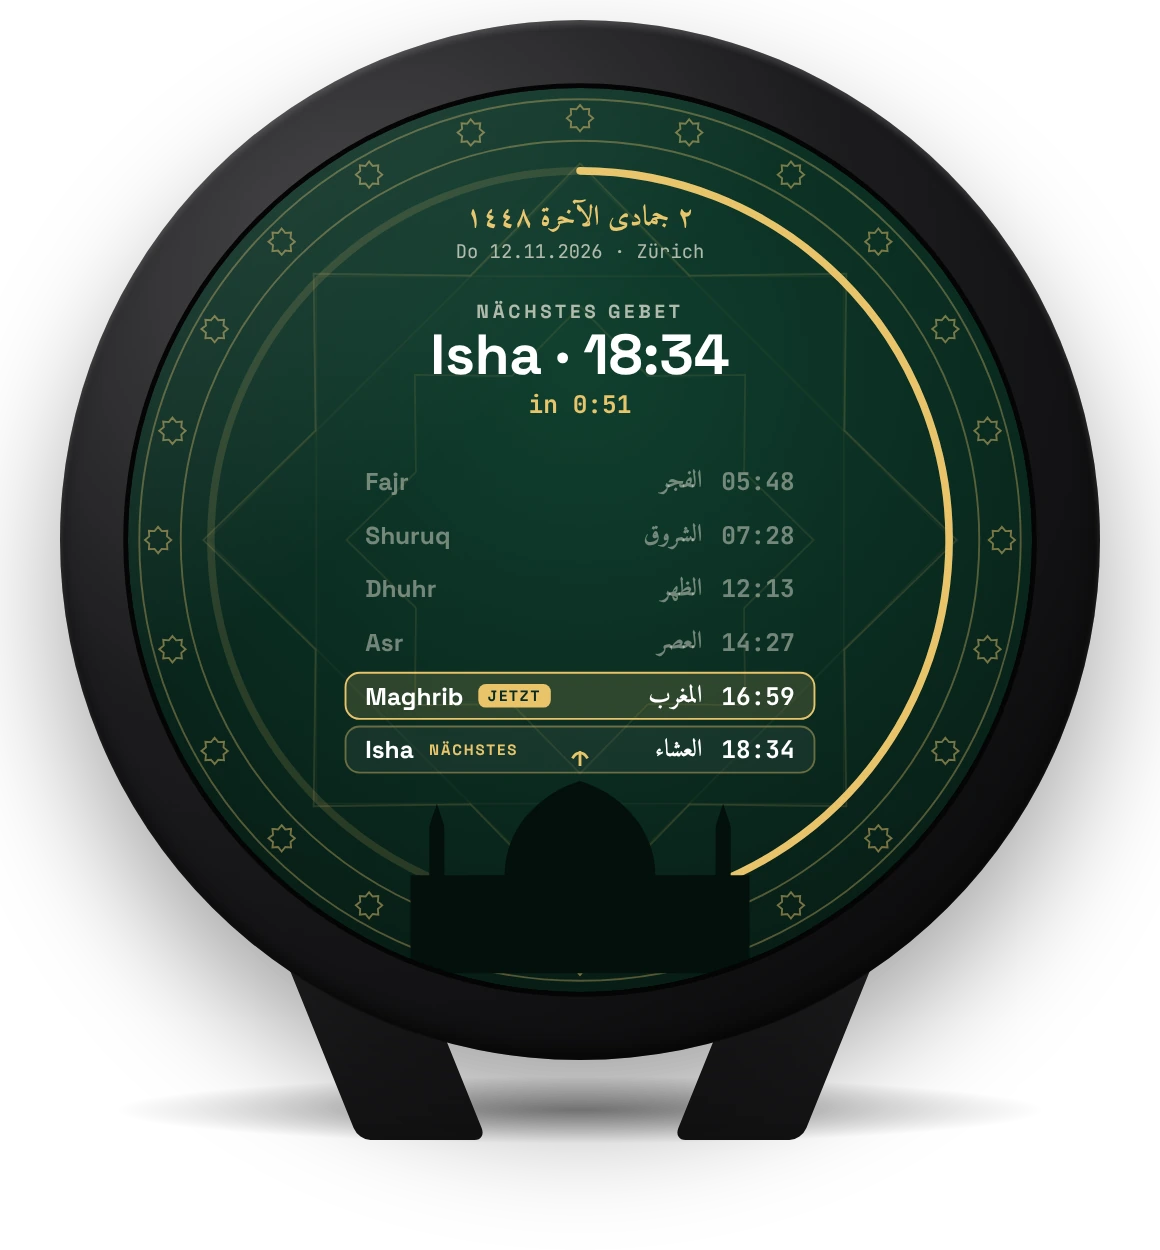 ٢ جمادى الآخرة ١٤٤٨
Do 12.11.2026 · Zürich
NÄCHSTES GEBET
Isha · 18:34
in 0:51
Fajr الفجر 05:48
Shuruq الشروق 07:28
Dhuhr الظهر 12:13
Asr العصر 14:27
Maghrib JETZT المغرب 16:59
Isha NÄCHSTES العشاء 18:34